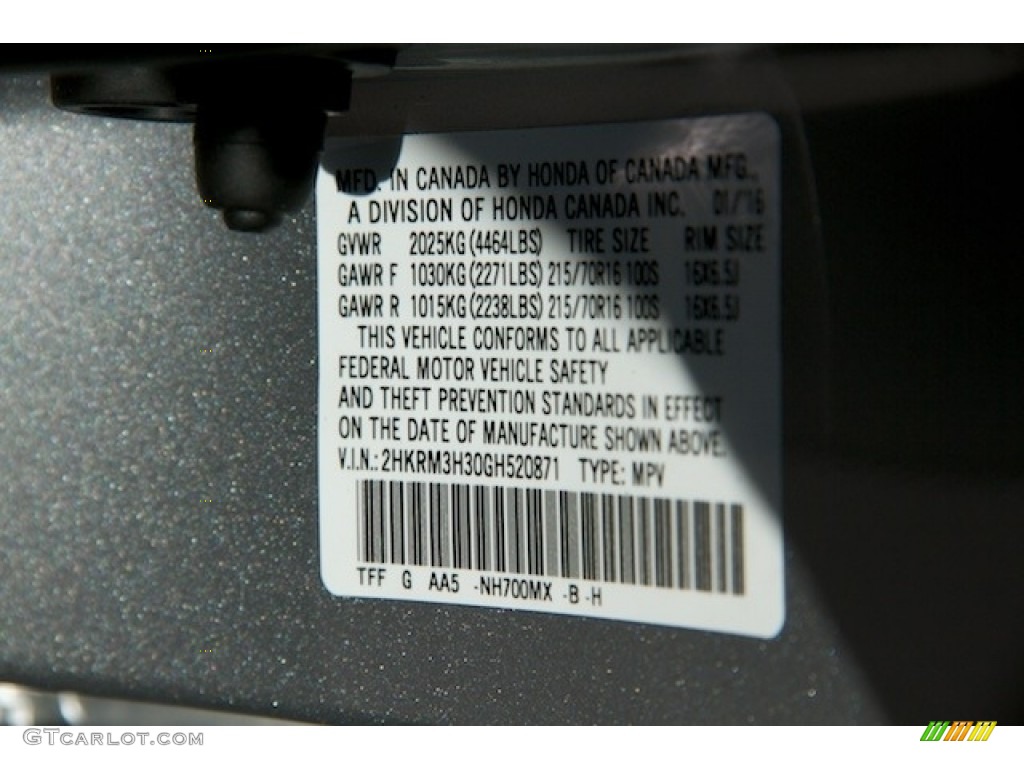 MFD. IN CANADA BY HONDA OF CANADA MFG.,
A DIVISION OF HONDA CANADA INC. 01/'16
GVWR 2025KG (4464LBS) TIRE SIZE RIM SIZE
GAWR F 1030KG (2271LBS) 215/70R16 100S 16X6.5J
GAWR R 1015KG (2238LBS) 215/70R16 100S 16X6.5J
THIS VEHICLE CONFORMS TO ALL APPLICABLE
FEDERAL MOTOR VEHICLE SAFETY
AND THEFT PREVENTION STANDARDS IN EFFECT
ON THE DATE OF MANUFACTURE SHOWN ABOVE.
V.I.N.: 2HKRM3H30GH520871 TYPE: MPV
TFF G AA5 -NH700MX -B -H
GTCARLOT.COM